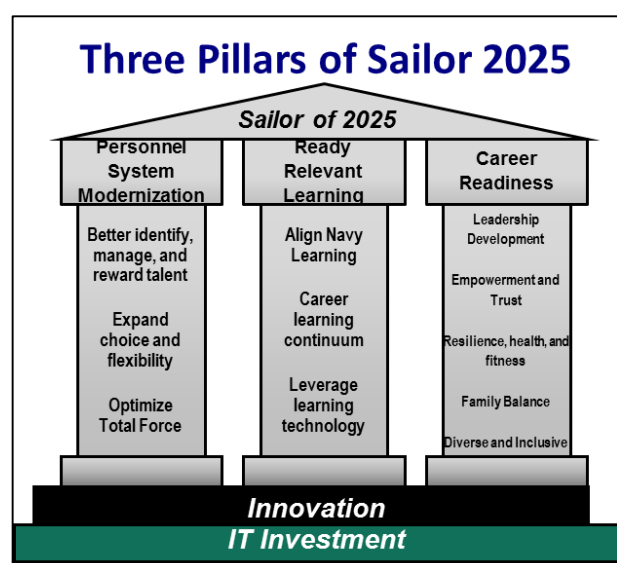 Three Pillars of Sailor 2025
Sailor of 2025
Personnel
System
Modernization
Better identify,
manage, and
reward talent
Expand
choice and
flexibility
Optimize
Total Force
Ready
Relevant
Learning
Align Navy
Learning
Career
learning
continuum
Leverage
learning
technology
Career
Readiness
Leadership
Development
Empowerment and
Trust
Resilience, health, and
fitness
Family Balance
Diverse and Inclusive
Innovation
IT Investment